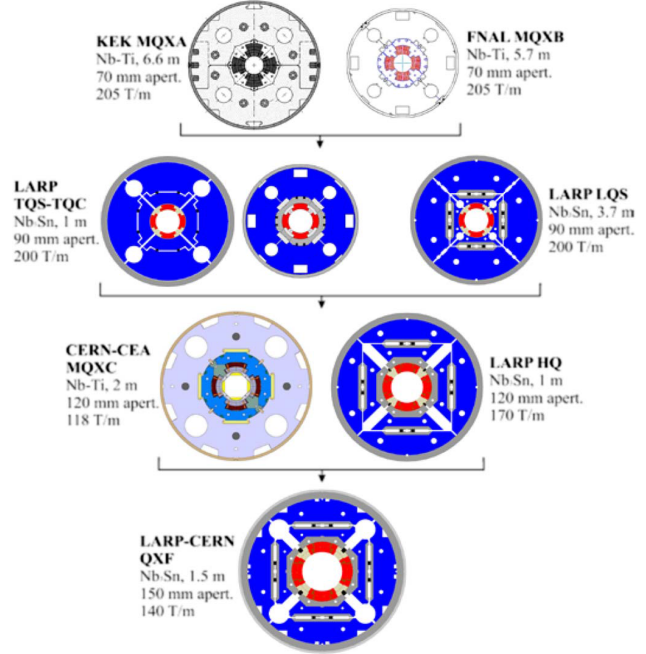 KEK MQXA
Nb-Ti, 6.6 m
70 mm apert.
205 T/m
FNAL MQXB
Nb-Ti, 5.7 m
70 mm apert.
205 T/m
LARP
TQS-TQC
Nb₃Sn, 1 m
90 mm apert.
200 T/m
LARP LQS
Nb₃Sn, 3.7 m
90 mm apert.
200 T/m
CERN-CEA
MQXC
Nb-Ti, 2 m
120 mm apert.
118 T/m
LARP HQ
Nb₃Sn, 1 m
120 mm apert.
170 T/m
LARP-CERN
QXF
Nb₃Sn, 1.5 m
150 mm apert.
140 T/m